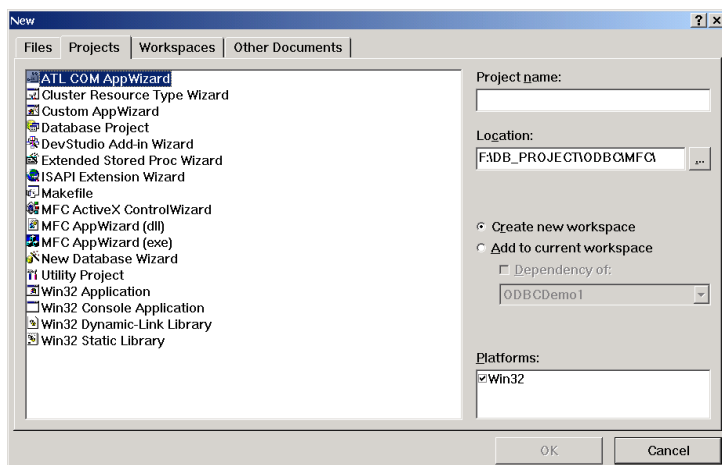 New
Files Projects Workspaces Other Documents
ATL COM AppWizard
Cluster Resource Type Wizard
Custom AppWizard
Database Project
DevStudio Add-in Wizard
Extended Stored Proc Wizard
ISAPI Extension Wizard
Makefile
MFC ActiveX ControlWizard
MFC AppWizard (dll)
MFC AppWizard (exe)
New Database Wizard
Utility Project
Win32 Application
Win32 Console Application
Win32 Dynamic-Link Library
Win32 Static Library
Project name:
Location:
F:\DB_PROJECT\ODBC\MFC\
...
Create new workspace
Add to current workspace
Dependency of:
ODBCDemo1
Platforms:
Win32
OK Cancel